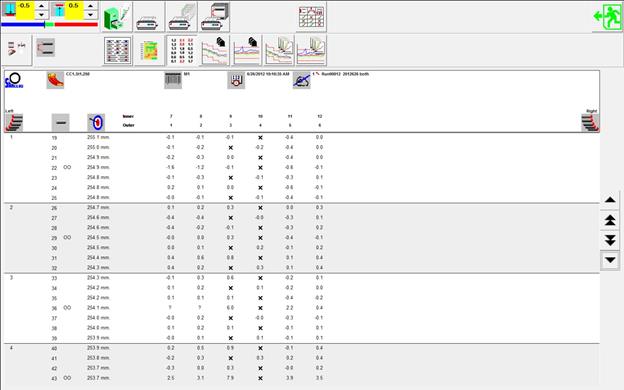 -0.5 0.5
CC1.5t1.250 M1 6/26/2012 10:10:35 AM 1 Run00012 2012626 both
Left Right
Inner 7 8 9 10 11 12
Outer 1 2 3 4 5 6
1 19 255.1 mm. -0.1 -0.1 -0.1 × -0.4 0.0
20 255.0 mm. -0.1 -0.2 × -0.2 -0.4 0.0
21 254.9 mm. -0.2 -0.3 0.0 × -0.4 -0.1
22 OO 254.9 mm. -1.6 -1.2 -0.1 × -0.6 -0.1
23 254.8 mm. -0.1 -0.3 × -0.1 -0.3 0.1
24 254.8 mm. 0.2 0.1 0.0 × -0.6 -0.1
25 254.8 mm. -0.0 -0.1 0.1 × -0.4 -0.1
2 26 254.7 mm. 0.1 0.2 0.3 × 0.0 0.3
27 254.6 mm. -0.4 -0.4 × -0.0 -0.3 0.1
28 254.6 mm. -0.4 -0.2 -0.1 × -0.3 0.2
29 OO 254.5 mm. -0.0 0.0 0.3 × -0.4 -0.1
30 254.5 mm. 0.0 0.1 × 0.2 -0.1 0.2
31 254.4 mm. 0.4 0.6 0.8 × 0.1 0.4
32 254.3 mm. 0.4 0.2 × 0.3 0.1 0.4
3 33 254.3 mm. -0.1 0.3 0.6 × -0.2 0.1
34 254.2 mm. 0.1 0.2 × 0.1 -0.2 0.0
35 254.2 mm. 0.1 0.1 0.1 × -0.4 -0.2
36 OO 254.1 mm. ? ? 6.0 × 2.2 0.4
37 254.0 mm. -0.0 0.2 × -0.0 -0.3 -0.1
38 254.0 mm. -0.1 0.2 0.1 × -0.1 0.1
39 253.9 mm. -0.1 0.1 × 0.1 -0.3 -0.0
4 40 253.9 mm. 0.2 0.5 0.9 × -0.1 0.4
41 253.8 mm. -0.2 0.3 × 0.3 0.2 0.4
42 253.7 mm. -0.3 0.0 0.3 × -0.0 0.2
43 OO 253.7 mm. 2.5 3.1 7.9 × 3.9 3.5